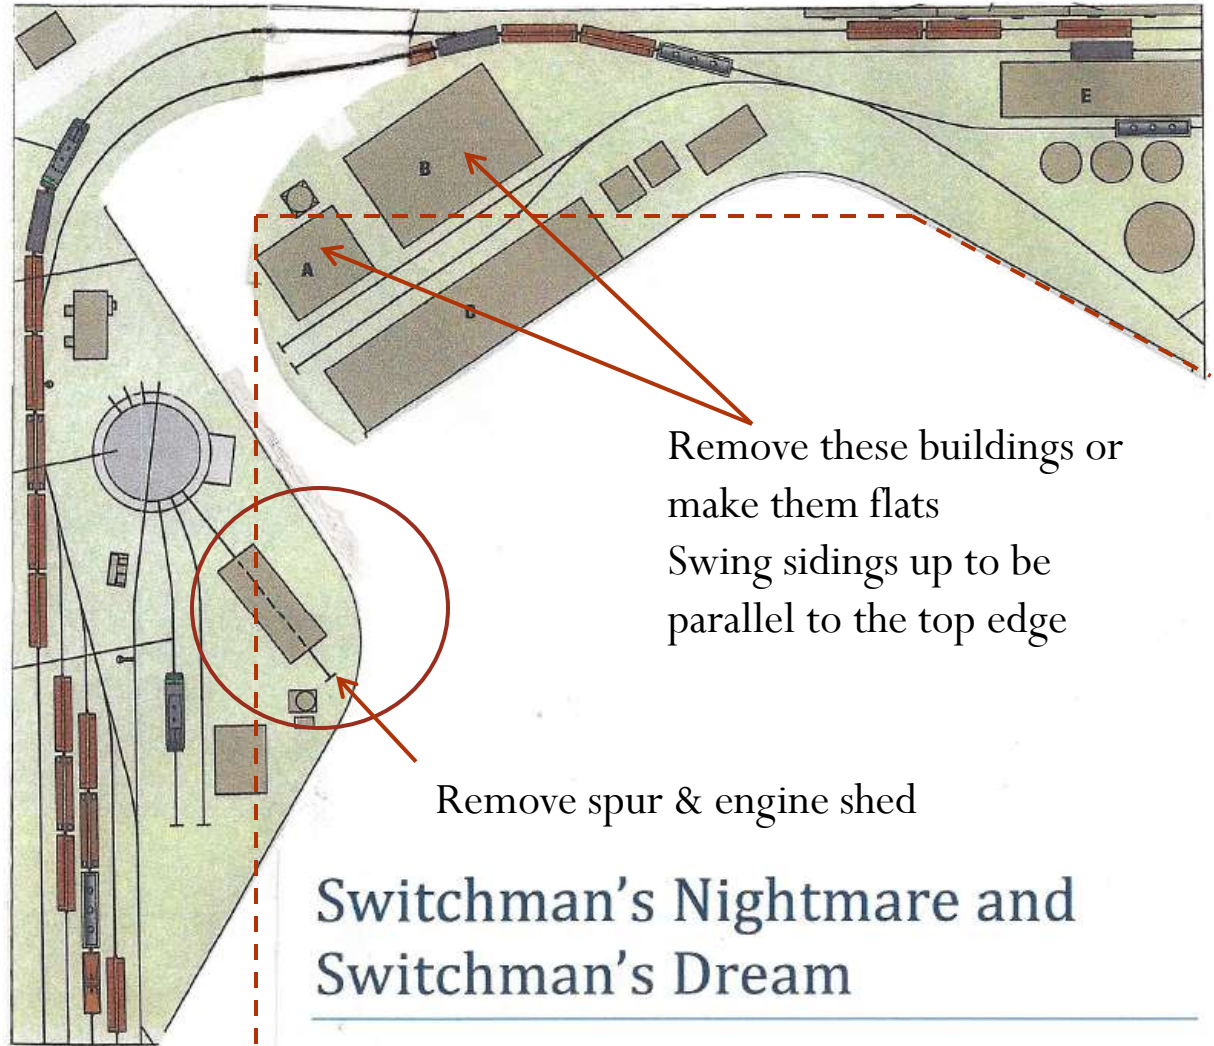 E
B
A
C
Remove these buildings or
make them flats
Swing sidings up to be
parallel to the top edge
Remove spur & engine shed
Switchman's Nightmare and
Switchman's Dream